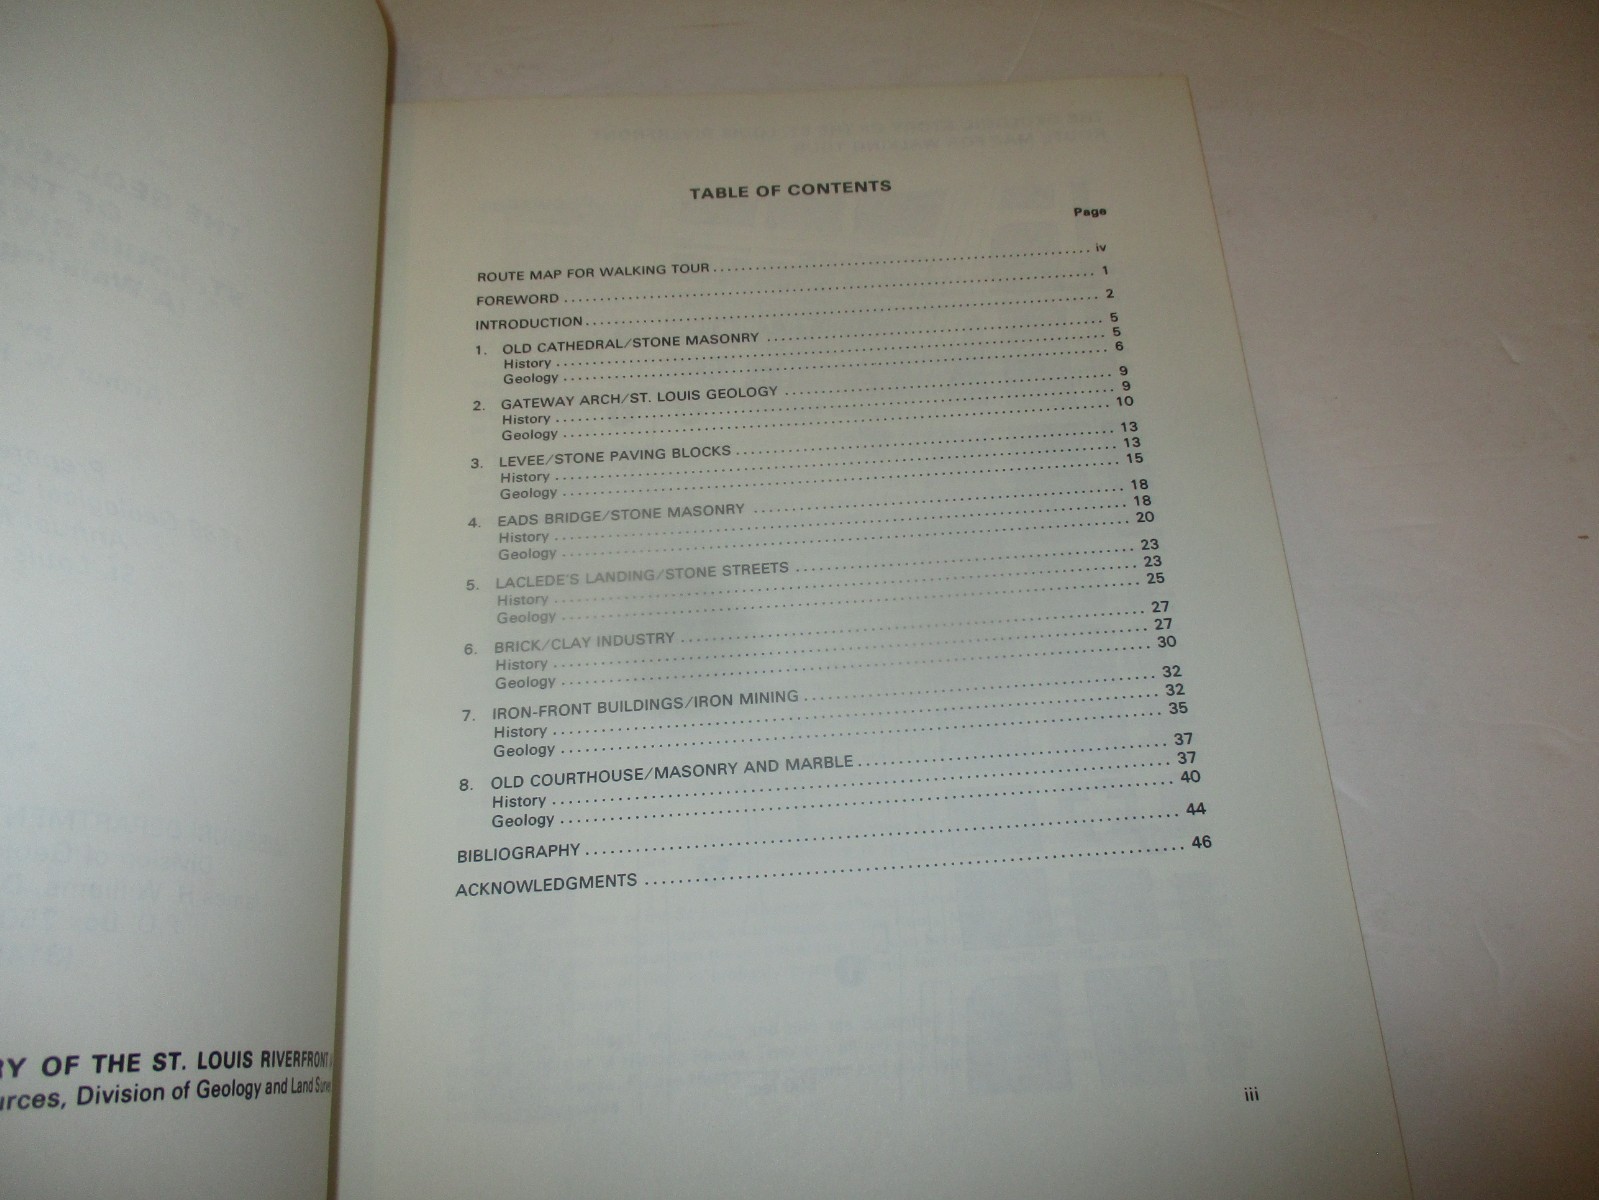 RY OF THE ST. LOUIS RIVERFRONT
urces, Division of Geology and Land
TABLE OF CONTENTS
Page
ROUTE MAP FOR WALKING TOUR iv
FOREWORD 1
INTRODUCTION 2
1. OLD CATHEDRAL/STONE MASONRY 5
History 5
Geology 6
2. GATEWAY ARCH/ST. LOUIS GEOLOGY 9
History 9
Geology 10
3. LEVEE/STONE PAVING BLOCKS 13
History 13
Geology 15
4. EADS BRIDGE/STONE MASONRY 18
History 18
Geology 20
5. LACLEDE'S LANDING/STONE STREETS 23
History 23
Geology 25
6. BRICK/CLAY INDUSTRY 27
History 27
Geology 30
7. IRON-FRONT BUILDINGS/IRON MINING 32
History 32
Geology 35
8. OLD COURTHOUSE/MASONRY AND MARBLE 37
History 37
Geology 40
BIBLIOGRAPHY 44
ACKNOWLEDGMENTS 46
iii